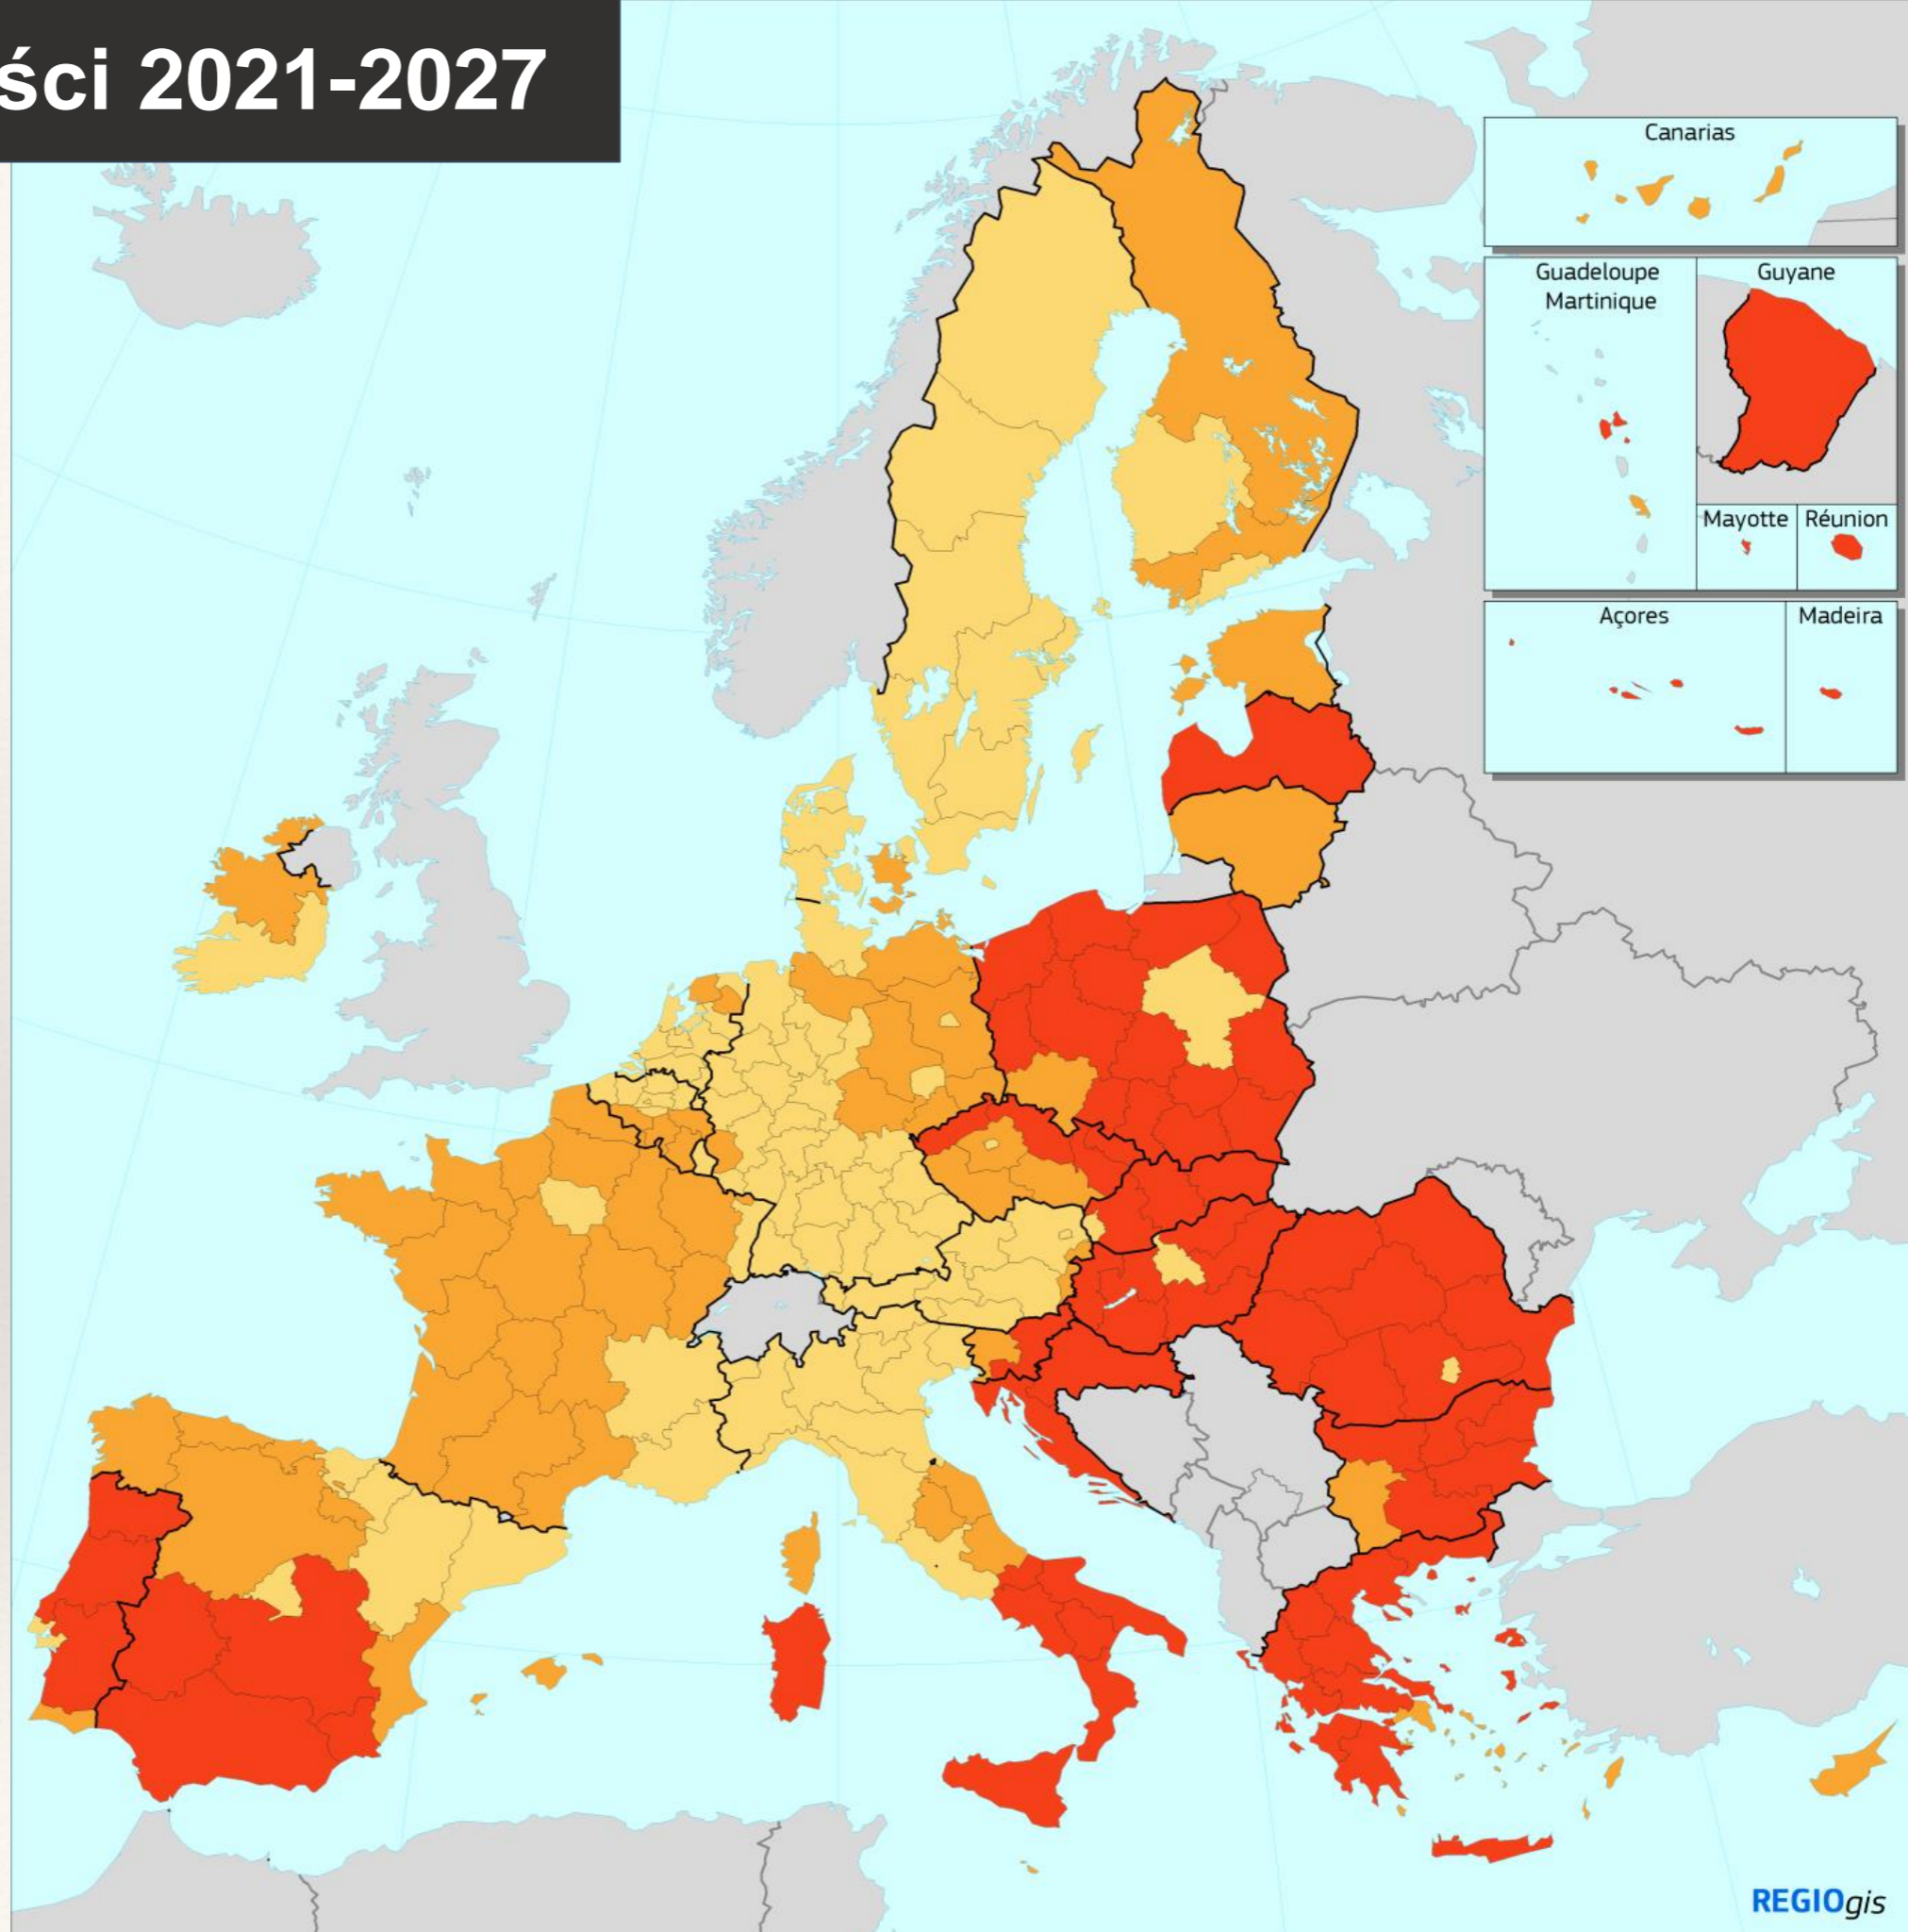 ści 2021-2027
Canarias
Guadeloupe
Martinique
Guyane
Mayotte
Réunion
Açores
Madeira
REGIOgis